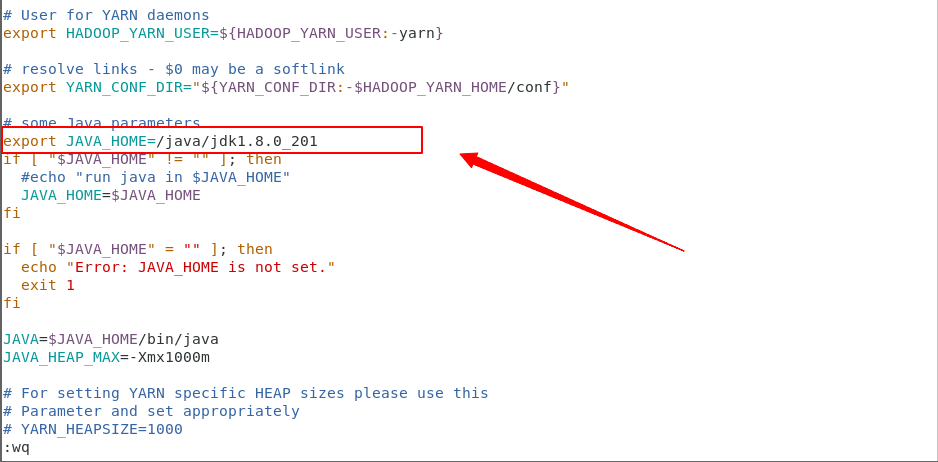 # User for YARN daemons
export HADOOP_YARN_USER=${HADOOP_YARN_USER:-yarn}
# resolve links - $0 may be a softlink
export YARN_CONF_DIR="${YARN_CONF_DIR:-$HADOOP_YARN_HOME/conf}"
# some Java parameters
export JAVA_HOME=/java/jdk1.8.0_201
if [ "$JAVA_HOME" != "" ]; then
  #echo "run java in $JAVA_HOME"
  JAVA_HOME=$JAVA_HOME
fi
if [ "$JAVA_HOME" = "" ]; then
  echo "Error: JAVA_HOME is not set."
  exit 1
fi
JAVA=$JAVA_HOME/bin/java
JAVA_HEAP_MAX=-Xmx1000m
# For setting YARN specific HEAP sizes please use this
# Parameter and set appropriately
# YARN_HEAPSIZE=1000
:wq